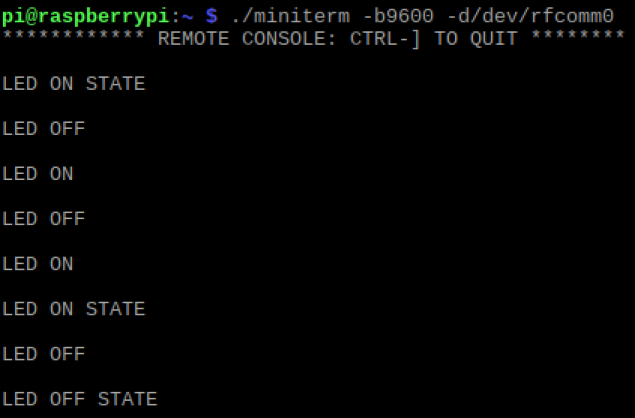 pi@raspberrypi:~ $ ./miniterm -b9600 -d/dev/rfcomm0
************ REMOTE CONSOLE: CTRL-] TO QUIT ********
LED ON STATE
LED OFF
LED ON
LED OFF
LED ON
LED ON STATE
LED OFF
LED OFF STATE